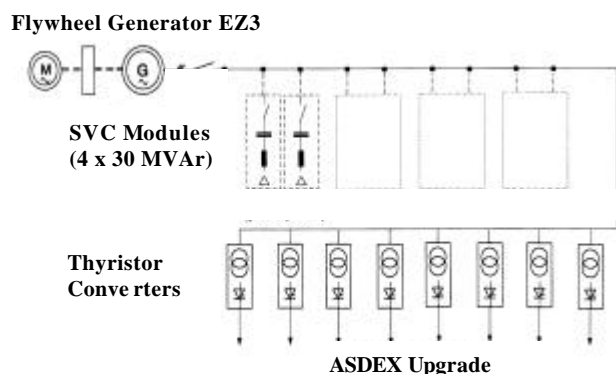 Flywheel Generator EZ3
M
G
SVC Modules
(4 x 30 MVAr)
Thyristor
Conve rters
ASDEX Upgrade